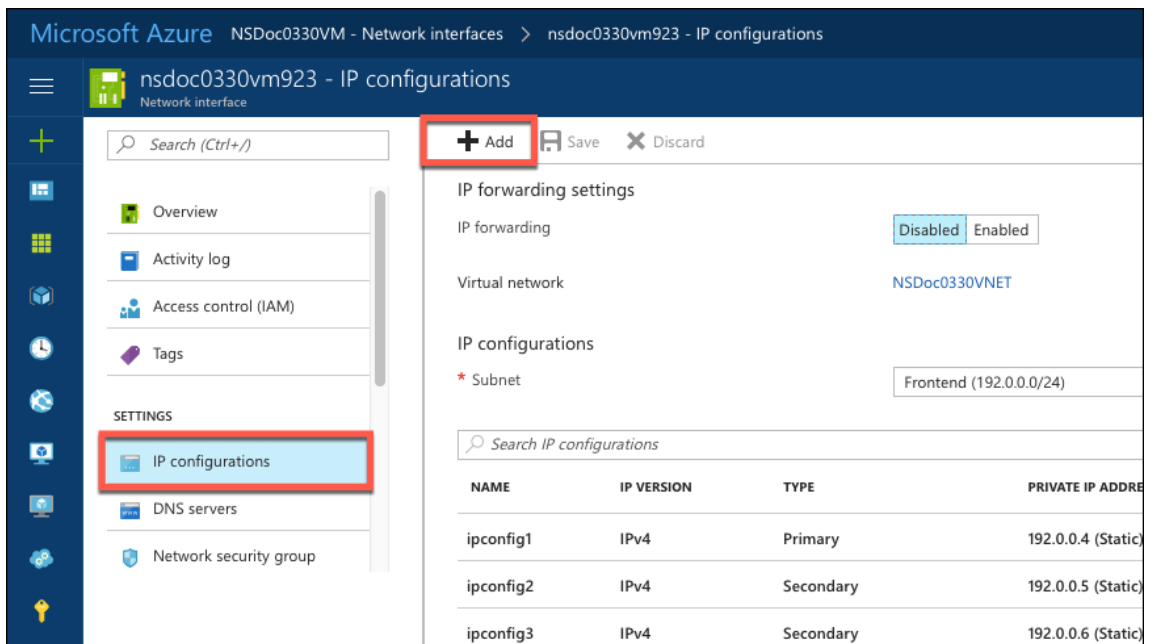 Microsoft Azure NSDoc0330VM - Network interfaces > nsdoc0330vm923 - IP configurations
nsdoc0330vm923 - IP configurations
Network interface
Search (Ctrl+/)
Overview
Activity log
Access control (IAM)
Tags
SETTINGS
IP configurations
DNS servers
Network security group
Add Save Discard
IP forwarding settings
IP forwarding Disabled Enabled
Virtual network NSDoc0330VNET
IP configurations
* Subnet Frontend (192.0.0.0/24)
Search IP configurations
NAME IP VERSION TYPE PRIVATE IP ADDRE
ipconfig1 IPv4 Primary 192.0.0.4 (Static)
ipconfig2 IPv4 Secondary 192.0.0.5 (Static)
ipconfig3 IPv4 Secondary 192.0.0.6 (Static)